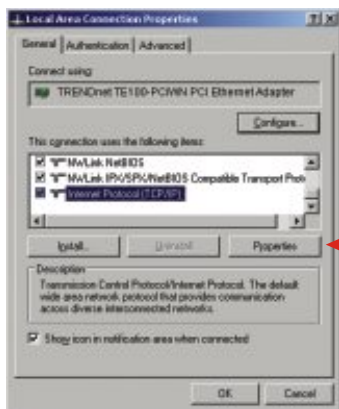 Local Area Connection Properties
General Authentication Advanced
Connect using:
TRENDnet TE100-PCIWN PCI Ethernet Adapter
Configure...
This connection uses the following items:
NWLink NetBIOS
NWLink IPX/SPX/NetBIOS Compatible Transport Prot
Internet Protocol (TCP/IP)
Install... Uninstall Properties
Description
Transmission Control Protocol/Internet Protocol. The default
wide area network protocol that provides communication
across diverse interconnected networks.
Show icon in notification area when connected
OK Cancel